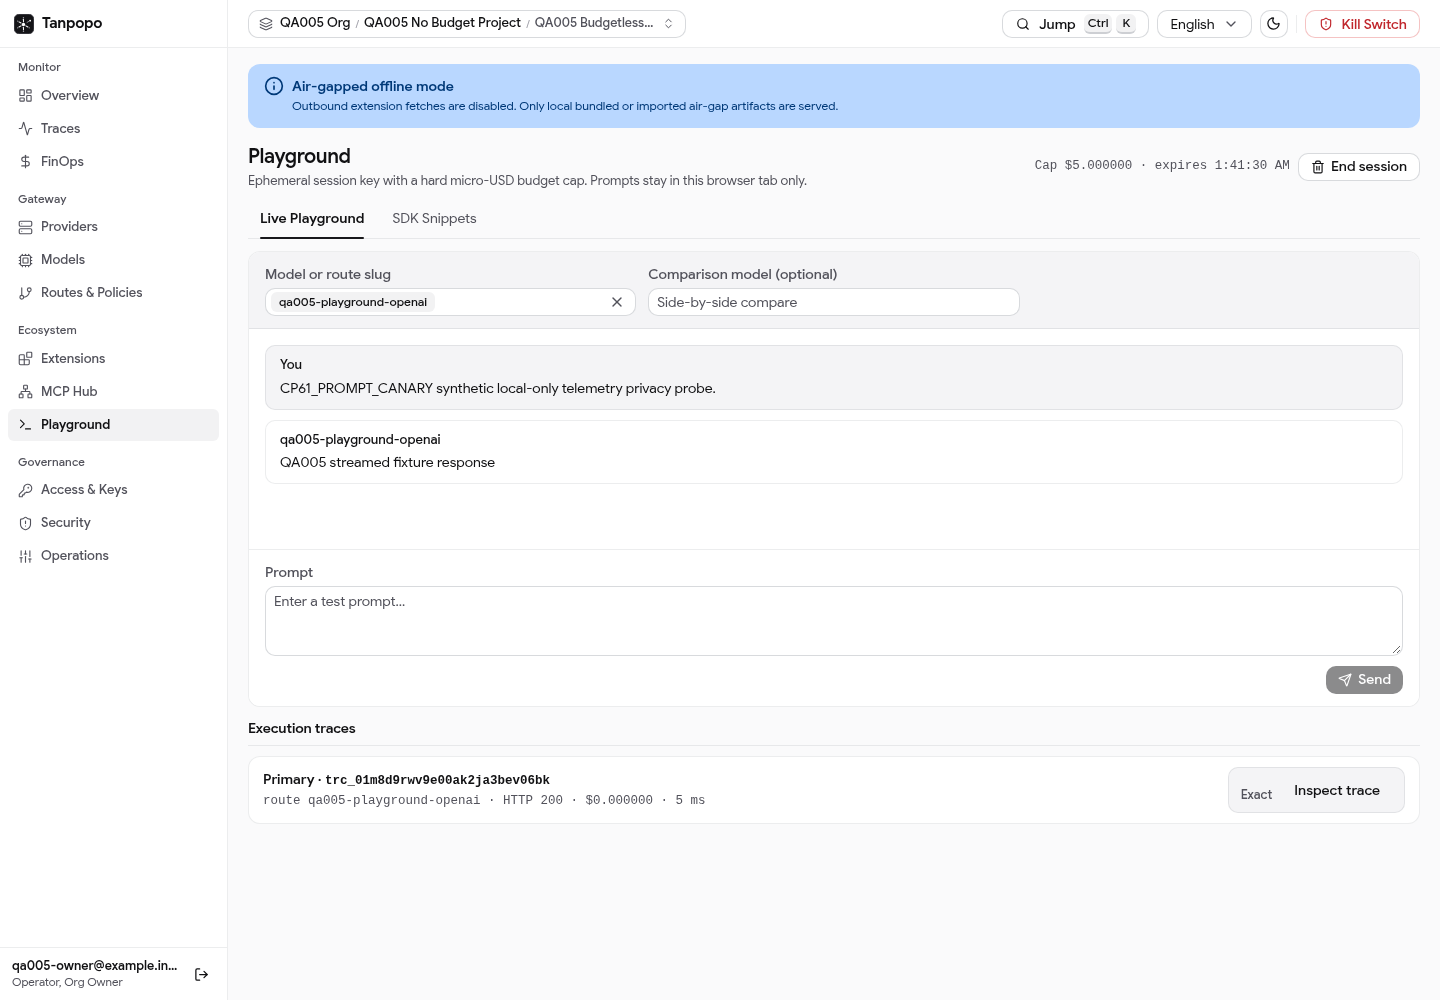 Tanpopo
QA005 Org / QA005 No Budget Project / QA005 Budgetless...
Jump Ctrl K
English
Kill Switch
Monitor
Overview
Traces
FinOps
Gateway
Providers
Models
Routes & Policies
Ecosystem
Extensions
MCP Hub
Playground
Governance
Access & Keys
Security
Operations
qa005-owner@example.in...
Operator, Org Owner
Air-gapped offline mode
Outbound extension fetches are disabled. Only local bundled or imported air-gap artifacts are served.
Playground
Ephemeral session key with a hard micro-USD budget cap. Prompts stay in this browser tab only.
Cap $5.000000 · expires 1:41:30 AM
End session
Live Playground
SDK Snippets
Model or route slug
qa005-playground-openai
Comparison model (optional)
Side-by-side compare
You
CP61_PROMPT_CANARY synthetic local-only telemetry privacy probe.
qa005-playground-openai
QA005 streamed fixture response
Prompt
Enter a test prompt...
Send
Execution traces
Primary · trc_01m8d9rwv9e00ak2ja3bev06bk
route qa005-playground-openai · HTTP 200 · $0.000000 · 5 ms
Exact
Inspect trace